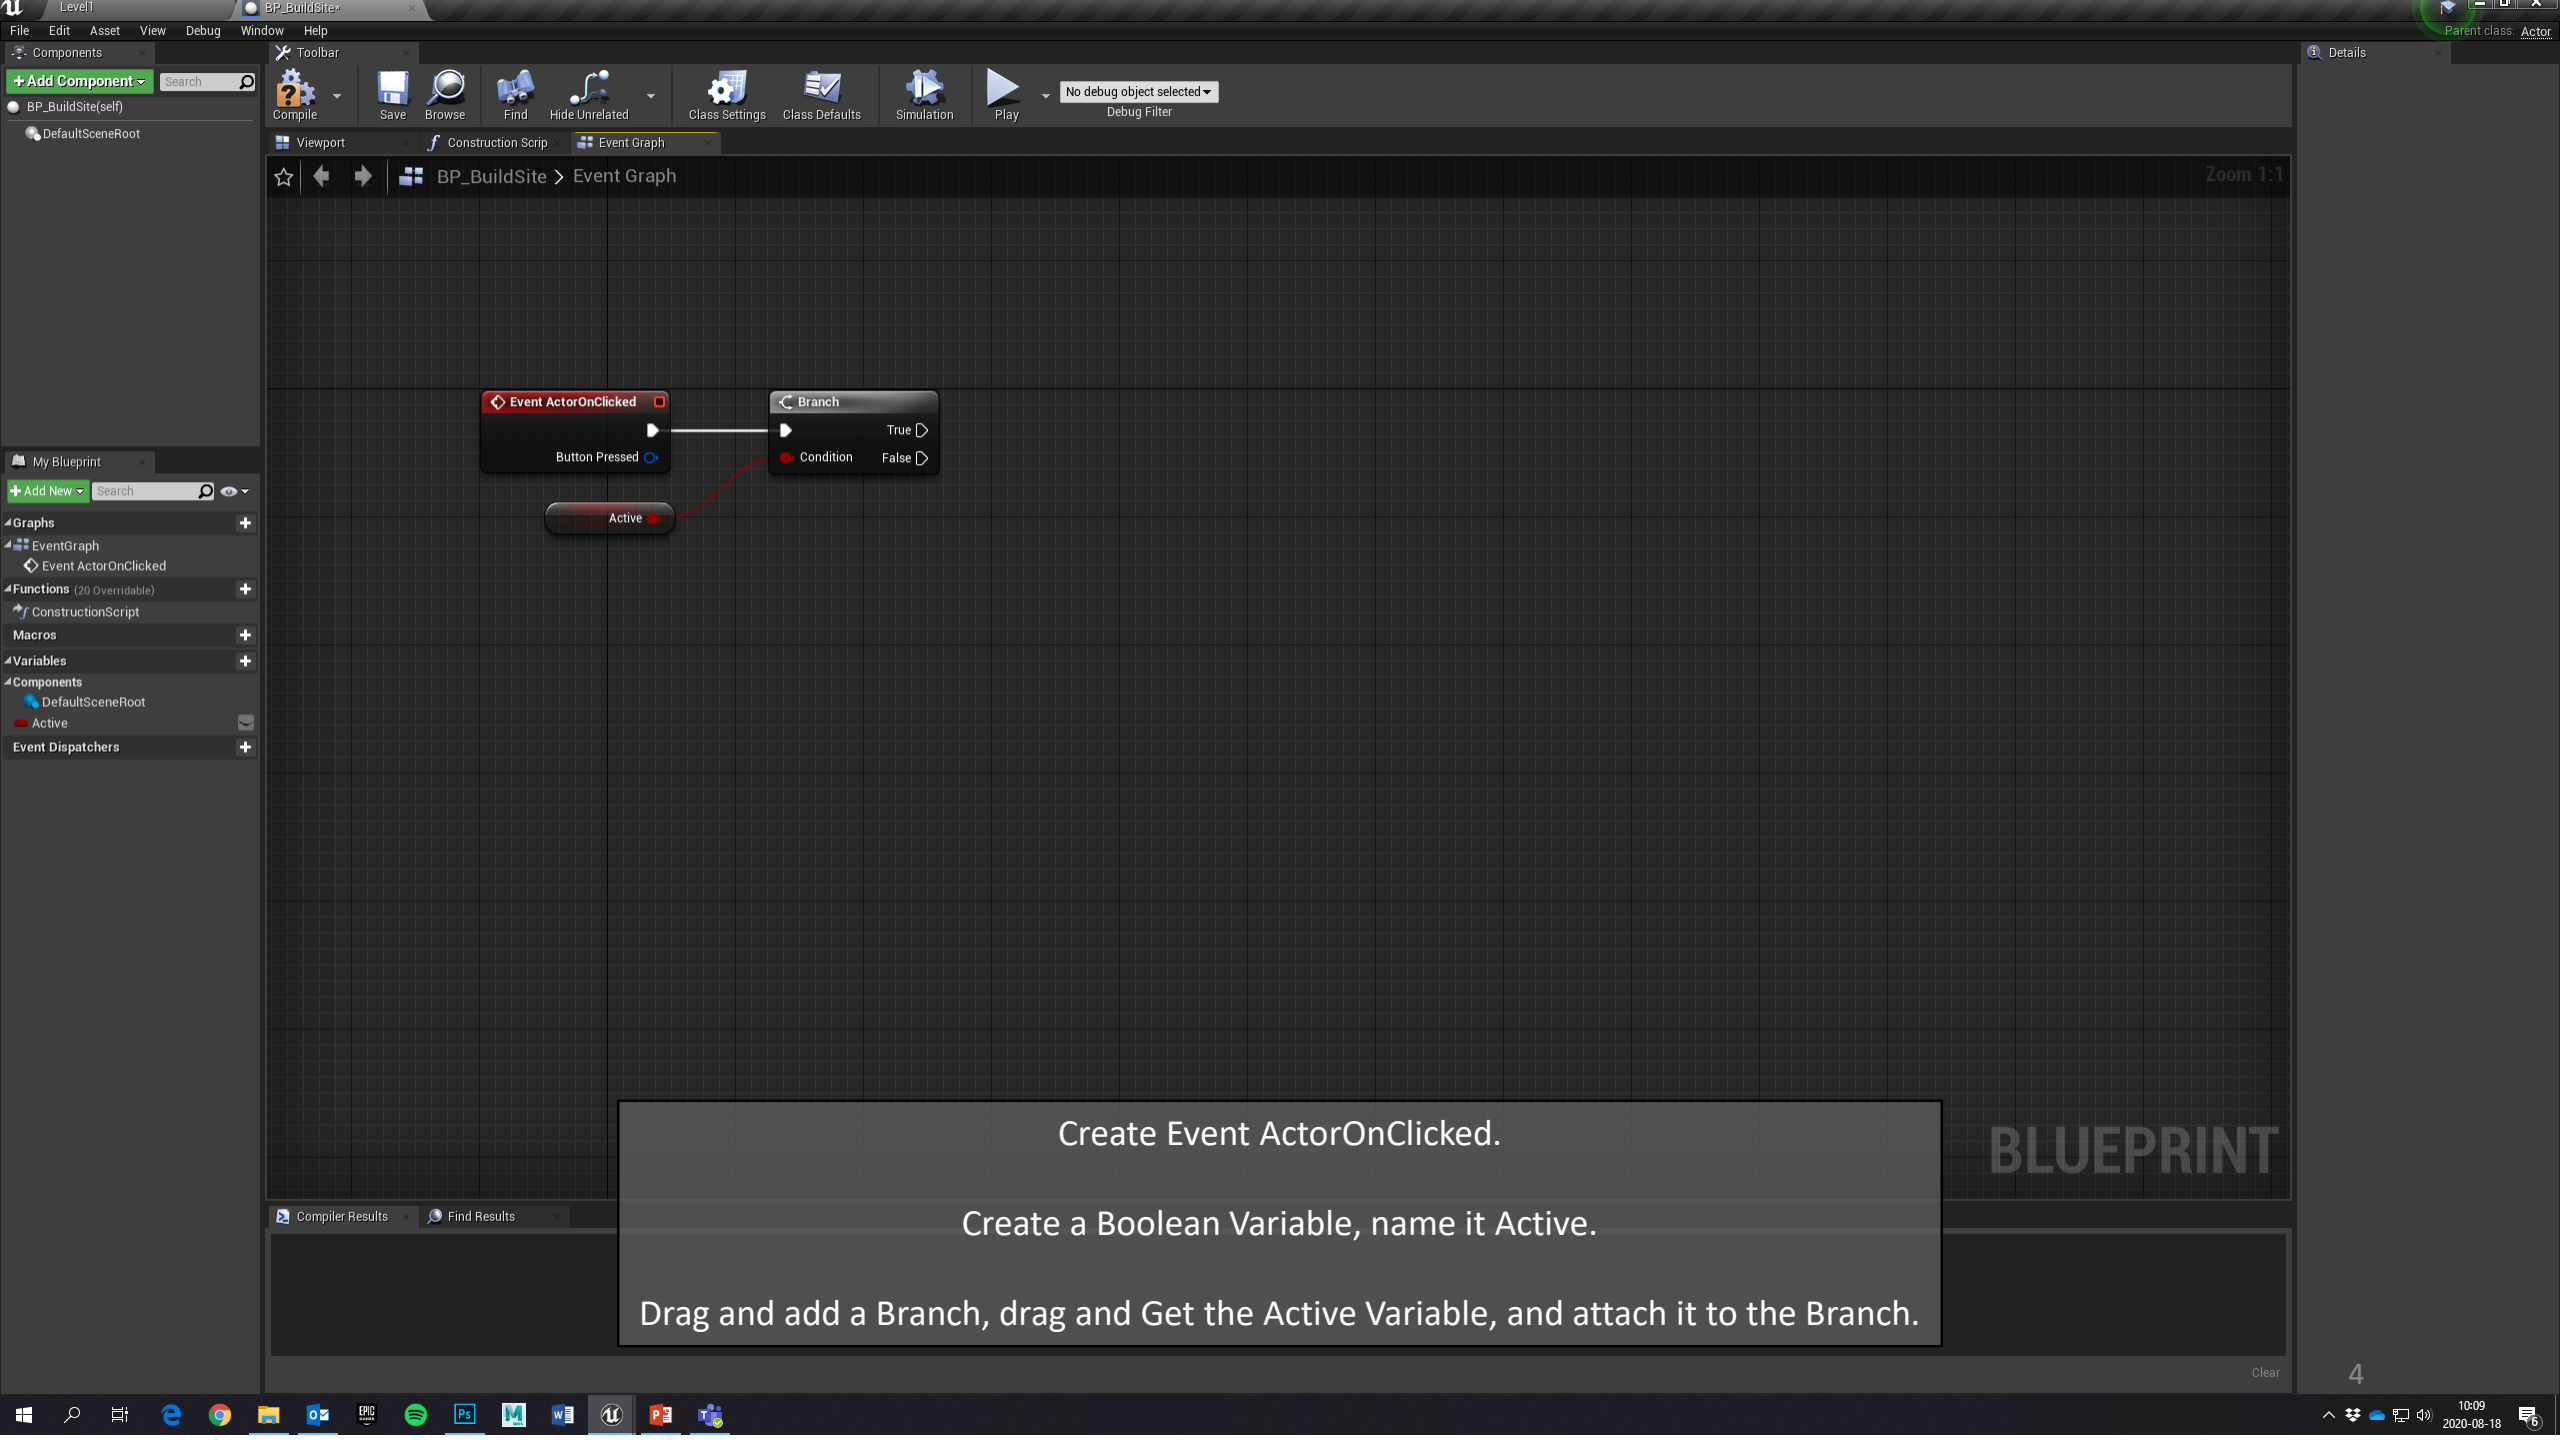 Level1
BP_BuildSite*
File Edit Asset View Debug Window Help
Parent class: Actor
Components
Toolbar
Details
+Add Component
Search
BP_BuildSite(self)
DefaultSceneRoot
Compile
Save
Browse
Find
Hide Unrelated
Class Settings
Class Defaults
Simulation
Play
No debug object selected
Debug Filter
Viewport
Construction Scrip
Event Graph
BP_BuildSite > Event Graph
Zoom 1:1
Event ActorOnClicked
Button Pressed
Branch
True
Condition
False
Active
My Blueprint
+Add New
Search
Graphs
EventGraph
Event ActorOnClicked
Functions (20 Overridable)
ConstructionScript
Macros
Variables
Components
DefaultSceneRoot
Active
Event Dispatchers
BLUEPRINT
Compiler Results
Find Results
Create Event ActorOnClicked.
Create a Boolean Variable, name it Active.
Drag and add a Branch, drag and Get the Active Variable, and attach it to the Branch.
Clear
4
EPIC
GAMES
Ps
M
10:09
2020-08-18
6